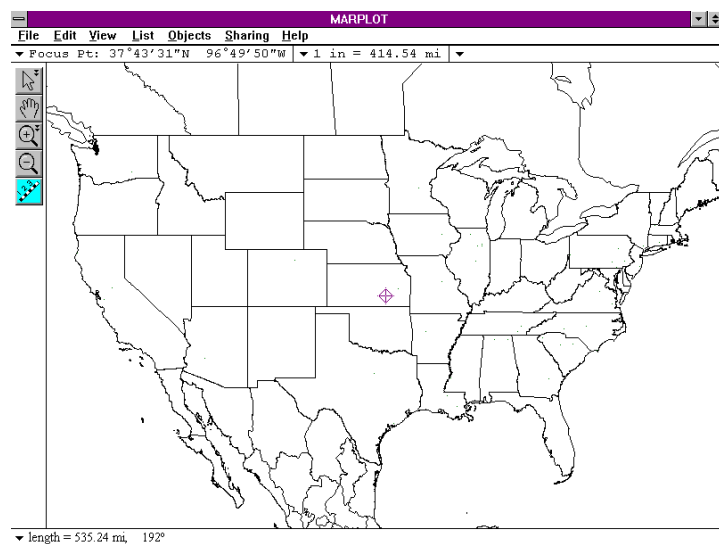 MARPLOT
File Edit View List Objects Sharing Help
Focus Pt: 37°43'31"N 96°49'50"W 1 in = 414.54 mi
length = 535.24 mi, 192°